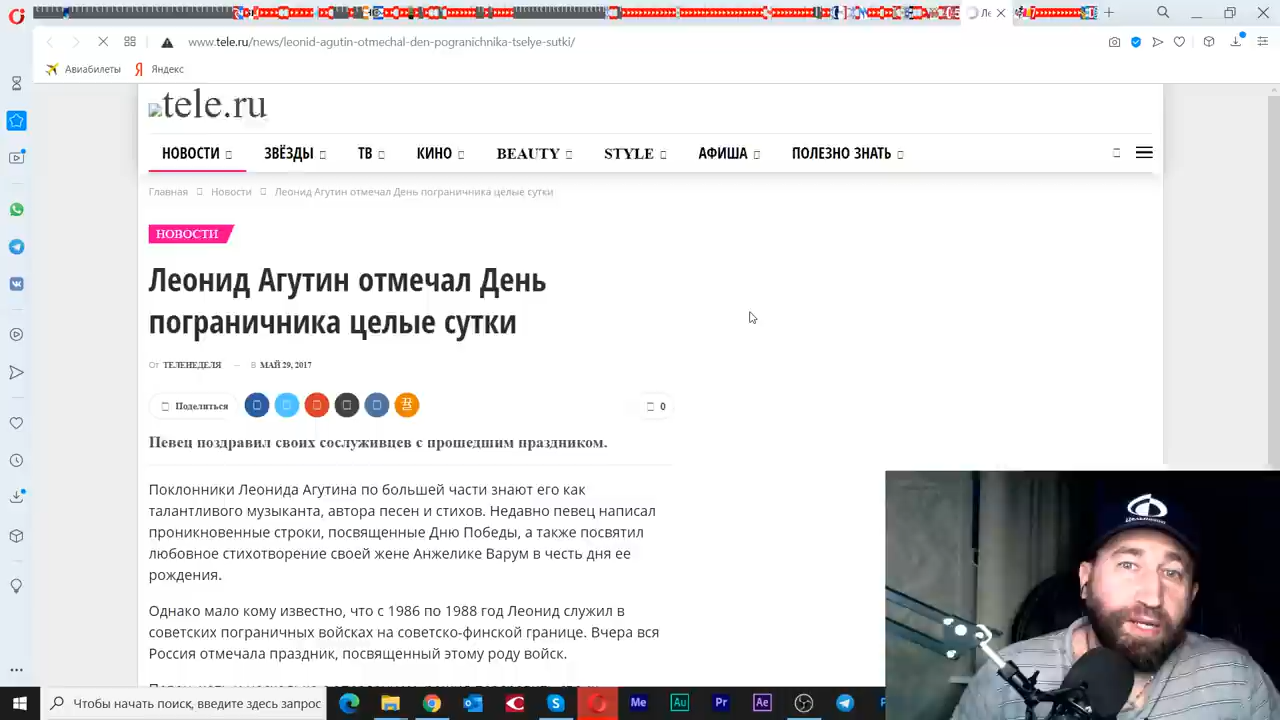 www.tele.ru/news/leonid-agutin-otmechal-den-pogranichnika-tselye-sutki/
Авиабилеты
Яндекс
tele.ru
НОВОСТИ ЗВЁЗДЫ ТВ КИНО BEAUTY STYLE АФИША ПОЛЕЗНО ЗНАТЬ
Главная Новости Леонид Агутин отмечал День пограничника целые сутки
НОВОСТИ
Леонид Агутин отмечал День
пограничника целые сутки
От ТЕЛЕНЕДЕЛЯ — В МАЙ 29, 2017
Поделиться
0
Певец поздравил своих сослуживцев с прошедшим праздником.
Поклонники Леонида Агутина по большей части знают его как
талантливого музыканта, автора песен и стихов. Недавно певец написал
проникновенные строки, посвященные Дню Победы, а также посвятил
любовное стихотворение своей жене Анжелике Варум в честь дня ее
рождения.
Однако мало кому известно, что с 1986 по 1988 год Леонид служил в
советских пограничных войсках на советско-финской границе. Вчера вся
Россия отмечала праздник, посвященный этому роду войск.
Чтобы начать поиск, введите здесь запрос
Me Au Pr Ae